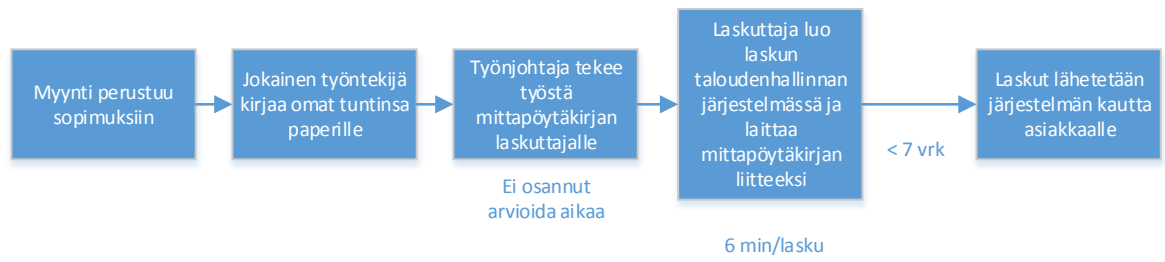 Myynti perustuu
sopimuksiin
Jokainen työntekijä
kirjaa omat tuntinsa
paperille
Työnjohtaja tekee
työstä
mittapöytäkirjan
laskuttajalle
Ei osannut
arvioida aikaa
Laskuttaja luo
laskun
taloudenhallinnan
järjestelmässä ja
laittaa
mittapöytäkirjan
liitteeksi
6 min/lasku
< 7 vrk
Laskut lähetetään
järjestelmän kautta
asiakkaalle